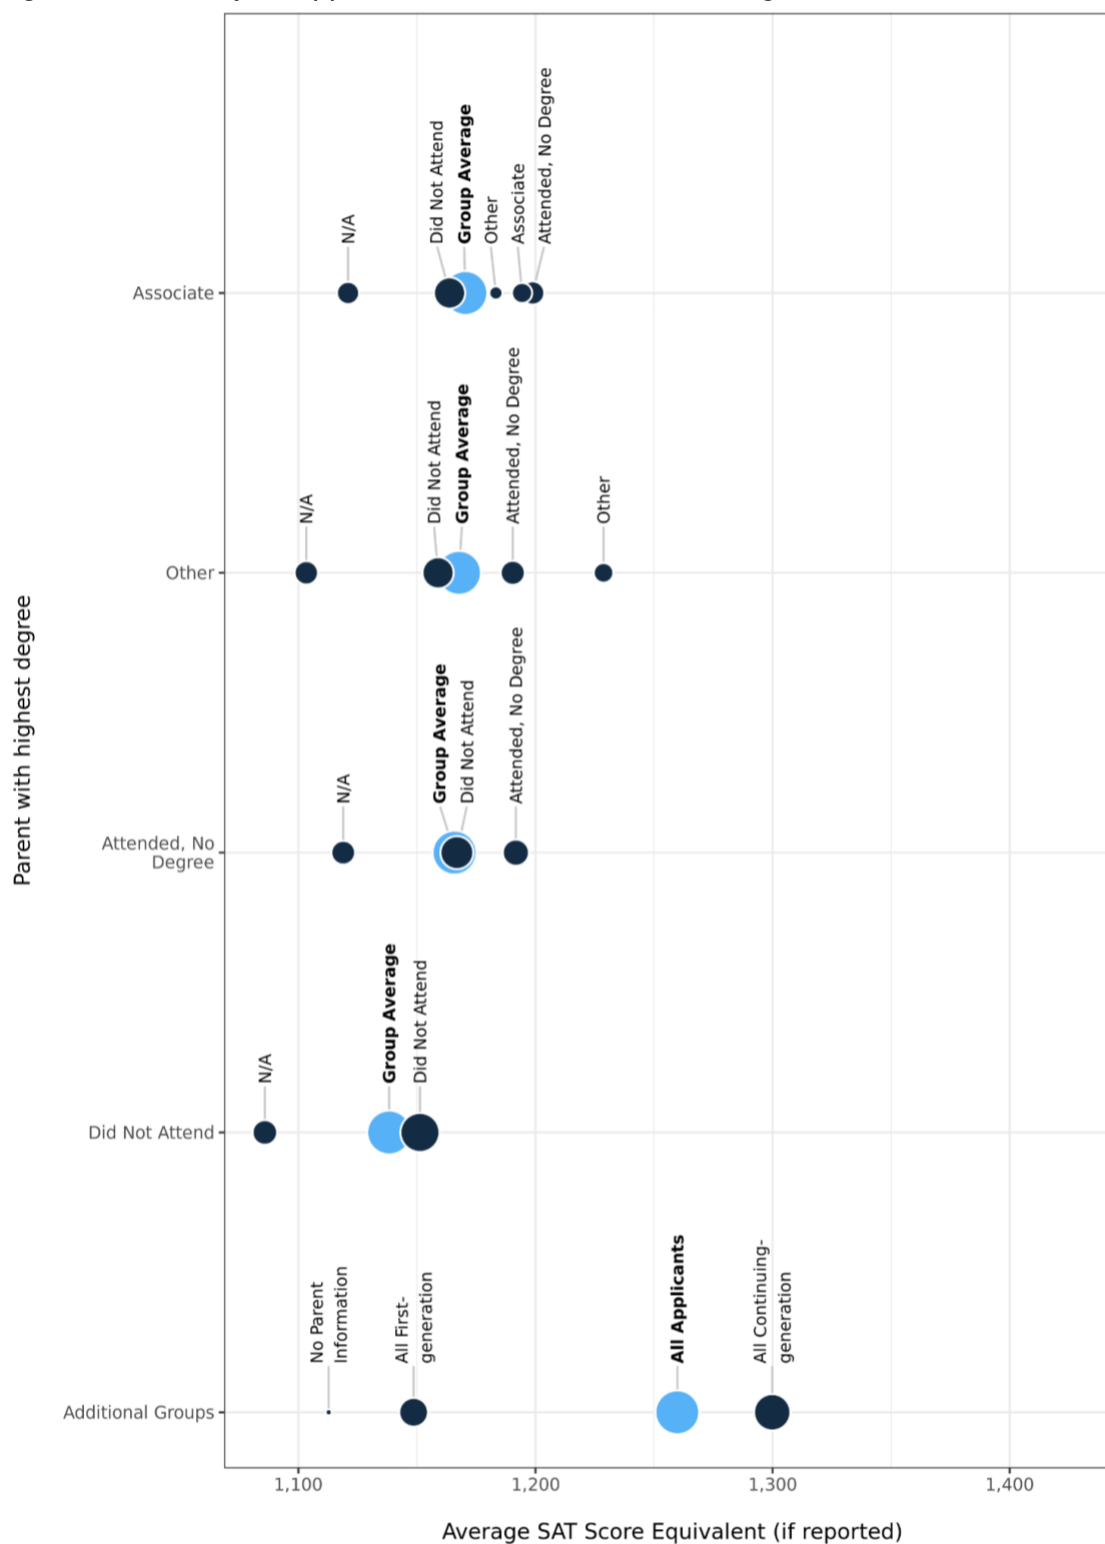 Did Not Attend
Group Average
Attended, No Degree
N/A
Other
Associate
Associate
Did Not Attend
Group Average
Attended, No Degree
N/A
Other
Other
Group Average
Did Not Attend
Attended, No Degree
N/A
Attended, No
Degree
Group Average
Did Not Attend
N/A
Did Not Attend
No Parent
Information
All First-
generation
All Applicants
All Continuing-
generation
Additional Groups
1,100
1,200
1,300
1,400
Parent with highest degree
Average SAT Score Equivalent (if reported)